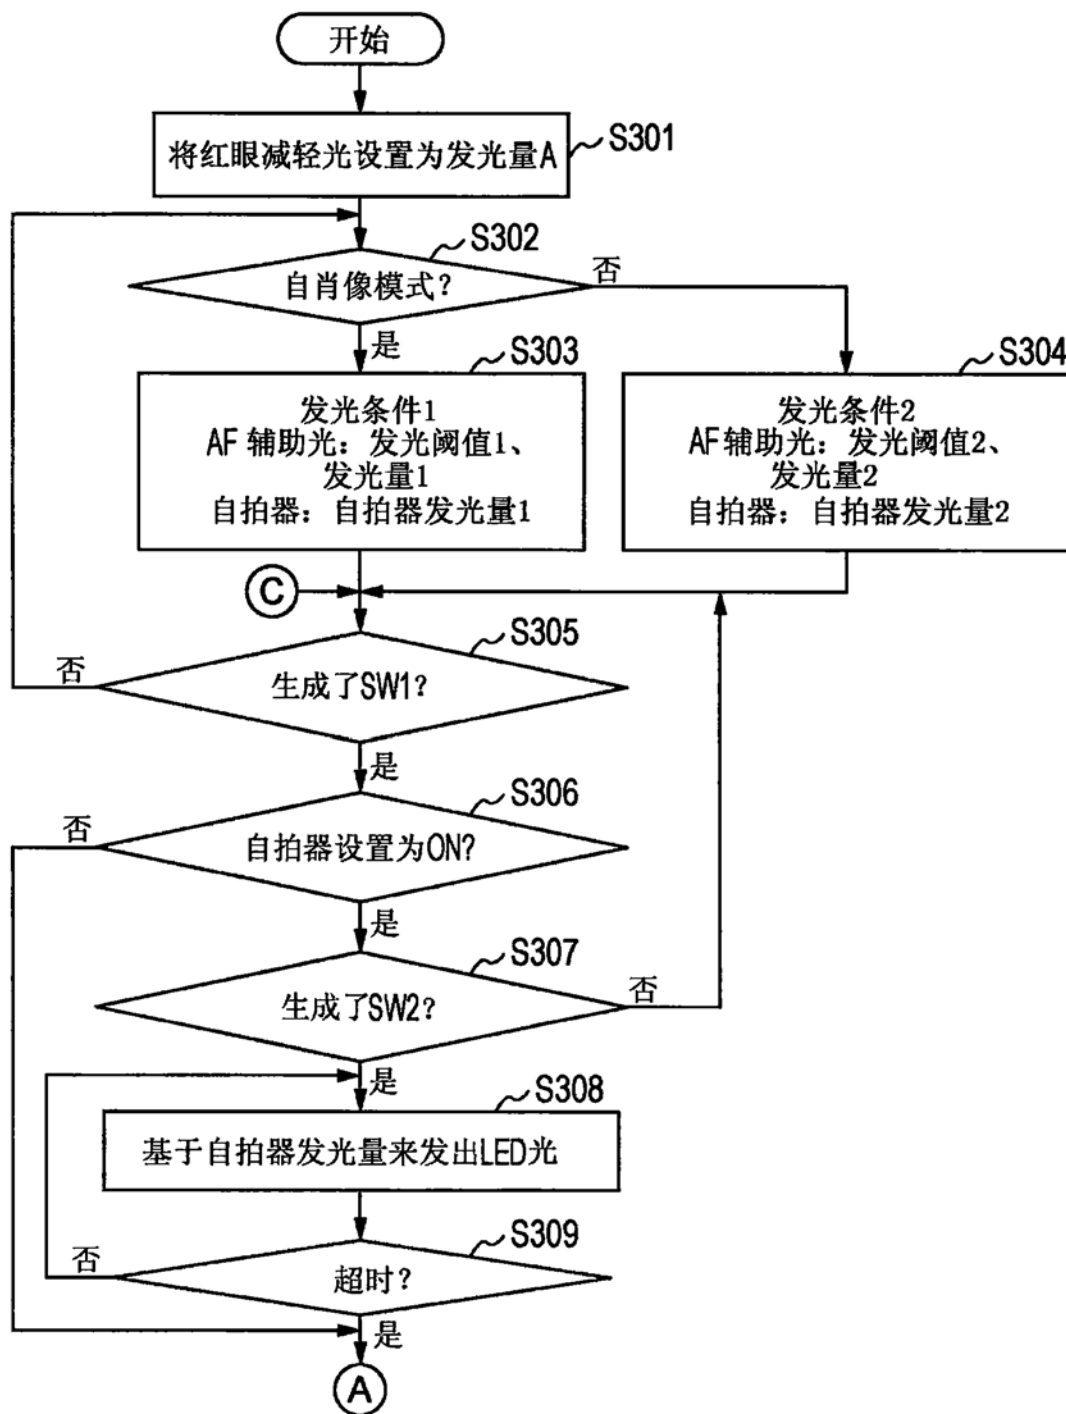 开始
将红眼减轻光设置为发光量A
S301
S302
自肖像模式?
否
是
S303
发光条件1
AF辅助光:发光阈值1、
发光量1
自拍器:自拍器发光量1
S304
发光条件2
AF辅助光:发光阈值2、
发光量2
自拍器:自拍器发光量2
C
S305
生成了SW1?
否
是
S306
自拍器设置为ON?
否
是
S307
生成了SW2?
否
是
S308
基于自拍器发光量来发出LED光
S309
超时?
否
是
A